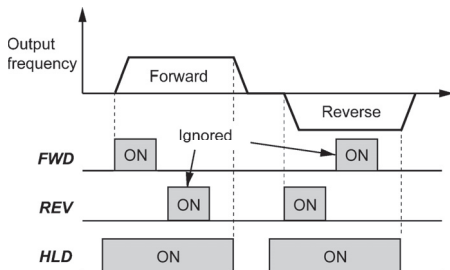 Output
frequency
Forward
Reverse
Ignored
FWD ON ON
REV ON ON
HLD ON ON